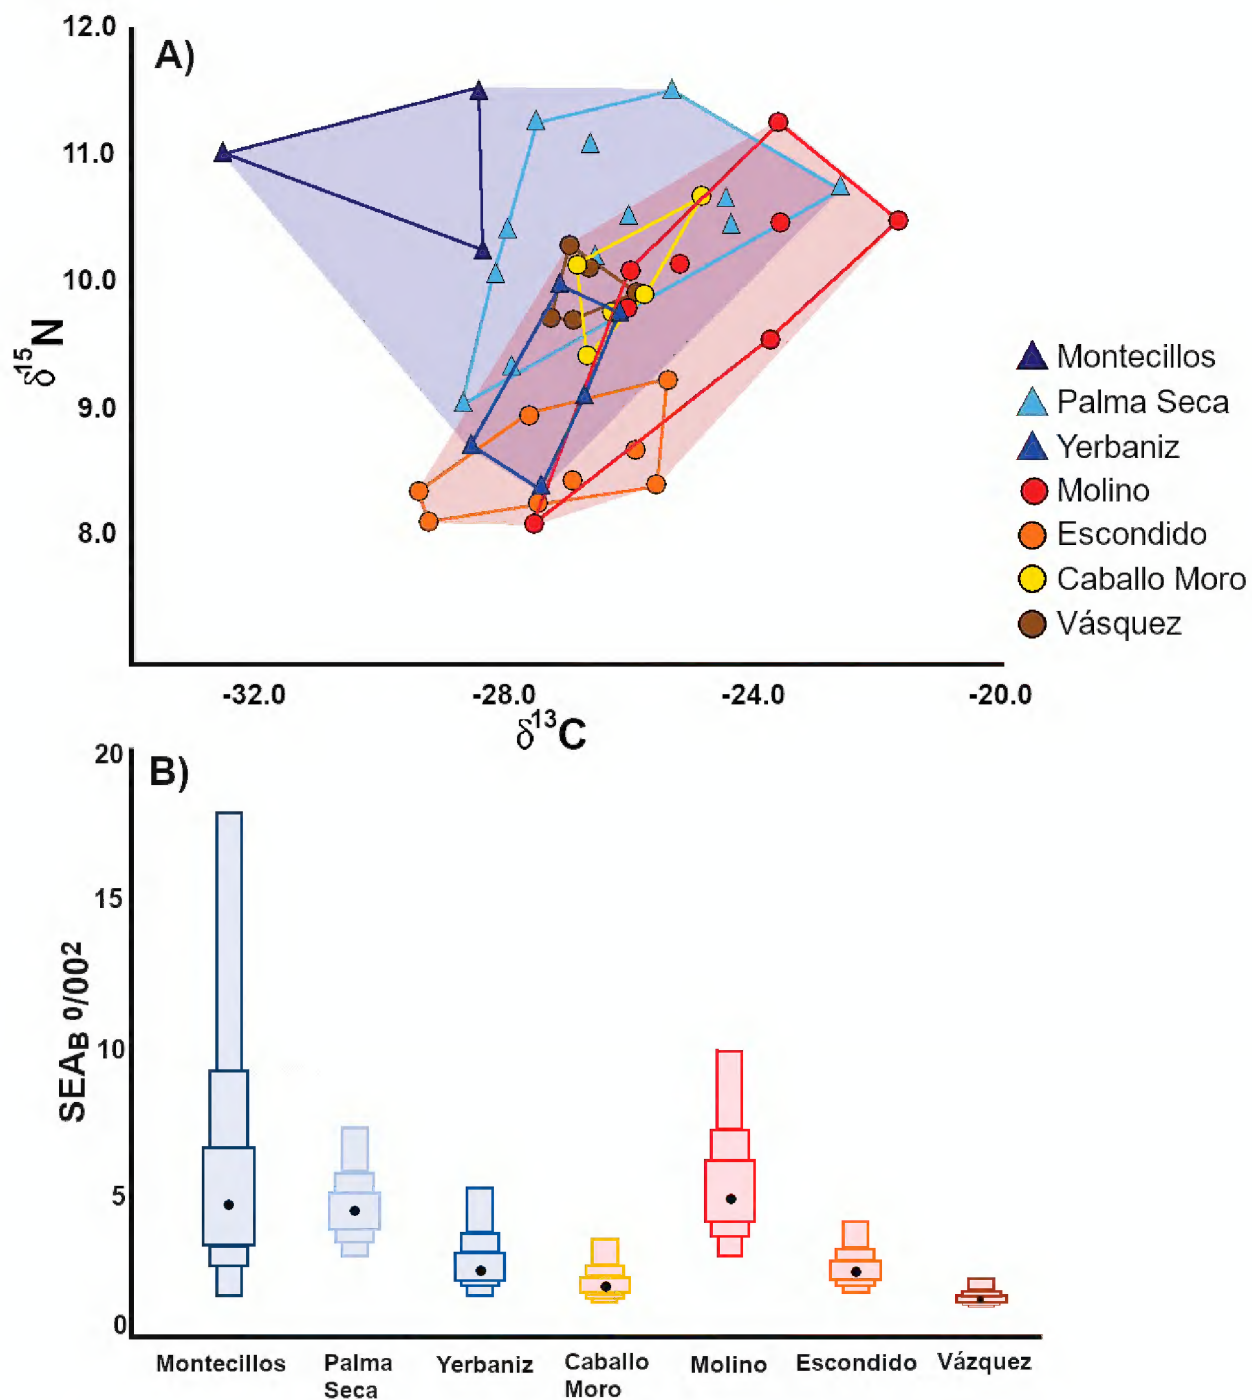 12.0
A)
11.0
10.0
9.0
8.0
δ15N
Montecillos
Palma Seca
Yerbaniz
Molino
Escondido
Caballo Moro
Vásquez
-32.0 -28.0 -24.0 -20.0
δ13C
20
B)
15
10
5
0
SEAB 0/002
Montecillos Palma Seca Yerbaniz Caballo Moro Molino Escondido Vázquez